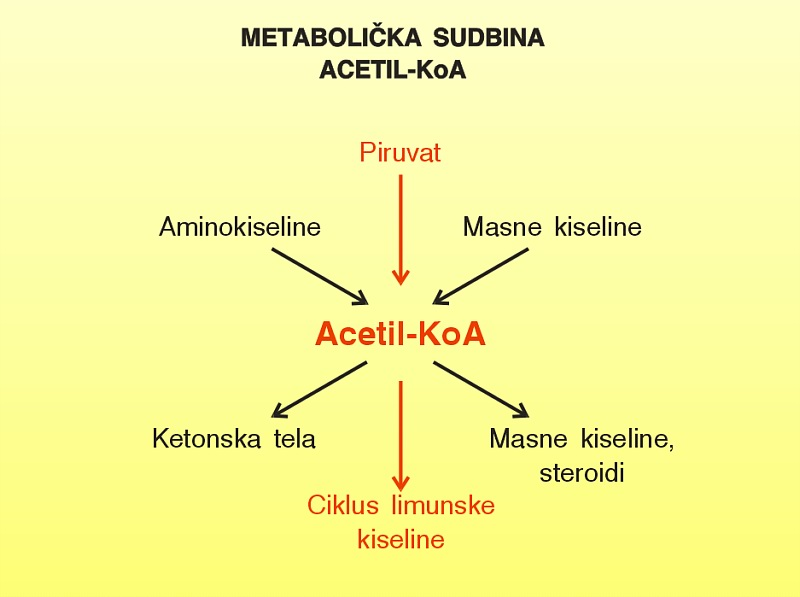 METABOLIČKA SUDBINA
ACETIL-KoA
Piruvat
Aminokiseline
Masne kiseline
Acetil-KoA
Ketonska tela
Masne kiseline,
steroidi
Ciklus limunske
kiseline